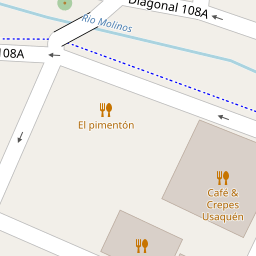 Diagonal 108A
Río Molinos
108A
El pimentón
Café &
Crepes
Usaquén